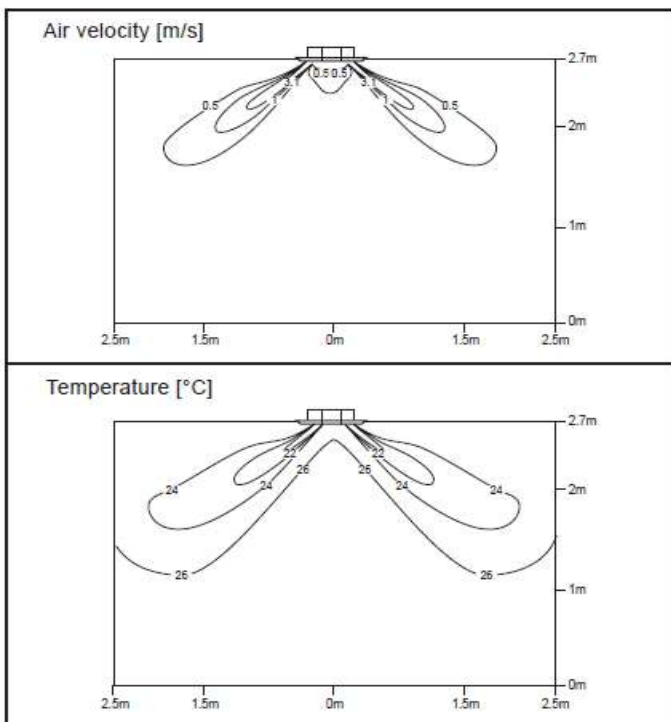 Air velocity [m/s]
2.7m
0.5 0.5
3.1 3.1
0.5 1 1 0.5
2m
1m
0m
2.5m 1.5m 0m 1.5m 2.5m
Temperature [°C]
2.7m
22 22
26 26
24 24 24 24
2m
26 26
1m
0m
2.5m 1.5m 0m 1.5m 2.5m